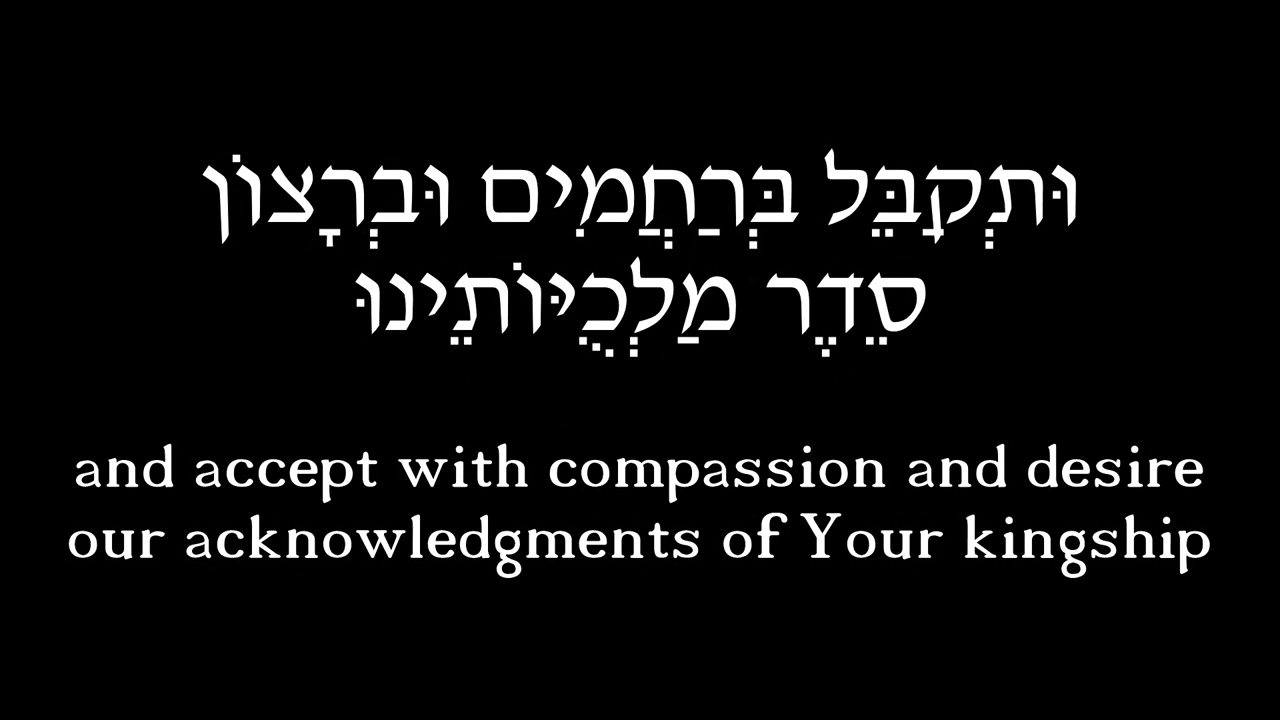 וּתְקַבֵּל בְּרַחֲמִים וּבְרָצוֹן
סֵדֶר מַלְכֻיּוֹתֵינוּ
and accept with compassion and desire
our acknowledgments of Your kingship